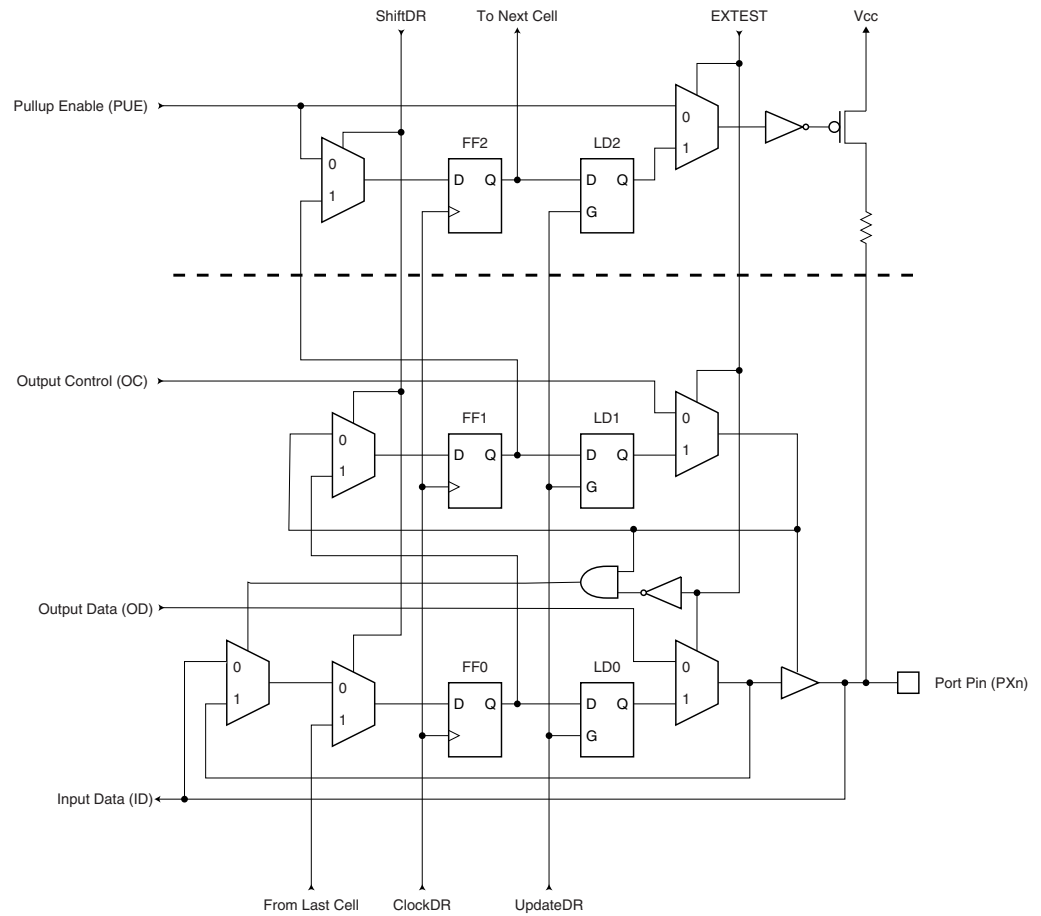 ShiftDR
To Next Cell
EXTEST
Vcc
Pullup Enable (PUE)
0
1
FF2
D Q
LD2
D Q
G
0
1
Output Control (OC)
0
1
FF1
D Q
LD1
D Q
G
0
1
Output Data (OD)
0
1
0
1
FF0
D Q
LD0
D Q
G
0
1
Port Pin (PXn)
Input Data (ID)
From Last Cell
ClockDR
UpdateDR